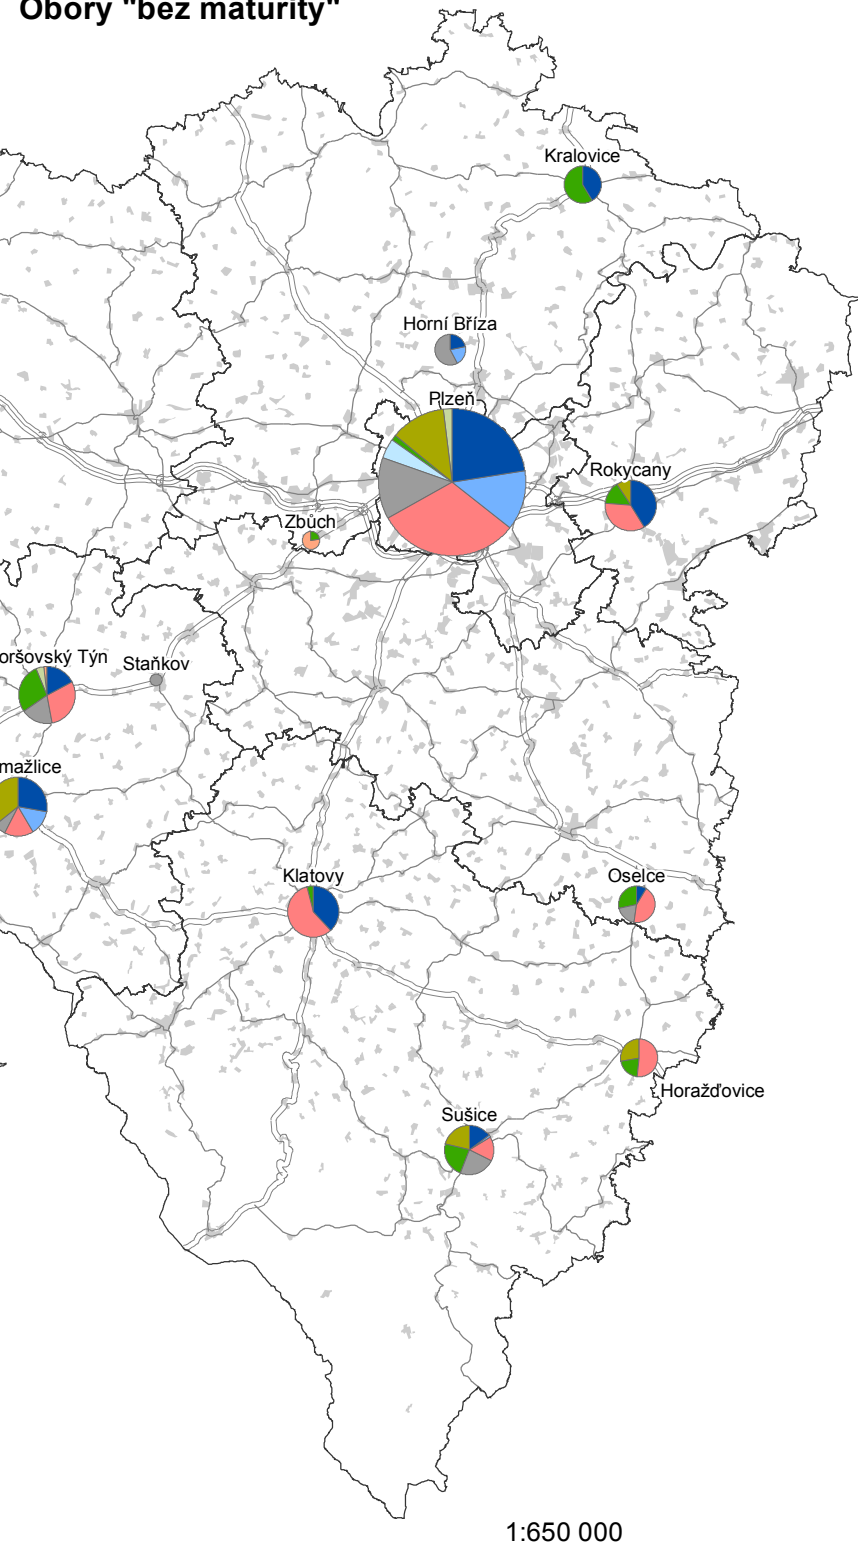 Obory "bez maturity"
Kralovice
Horní Bříza
Plzeň
Rokycany
Zbůch
oršovský Týn
Staňkov
mažlice
Klatovy
Oselce
Horažďovice
Sušice
1:650 000